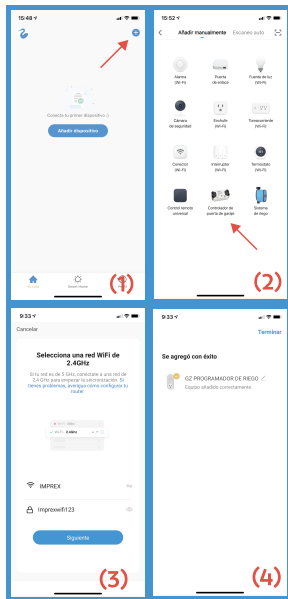 15:48
Conecta tu primer dispositivo :)
Añadir dispositivo
Smart Home
(1)
15:52
Añadir manualmente
Escaneo auto
Alarma
(Wi-Fi)
Puerta
de enlace
Fuente de luz
(Wi-Fi)
Cámara
de seguridad
Enchufe
(Wi-Fi)
Tomacorriente
(Wi-Fi)
Conector
(Wi-Fi)
Interruptor
(Wi-Fi)
Termostato
(Wi-Fi)
Control remoto
universal
Controlador de
puerta de garaje
Sistema
de riego
(2)
9:33
Cancelar
Selecciona una red WiFi de
2.4GHz
Si tu red es de 5 GHz, conéctate a una red de
2,4 GHz para empezar la sincronización. Si
tienes problemas, averigua cómo configurar tu
router
2.4GHz
IMPREX
Imprexwifi123
Siguiente
(3)
9:33
Terminar
Se agregó con éxito
GZ PROGRAMADOR DE RIEGO
Equipo añadido correctamente
(4)